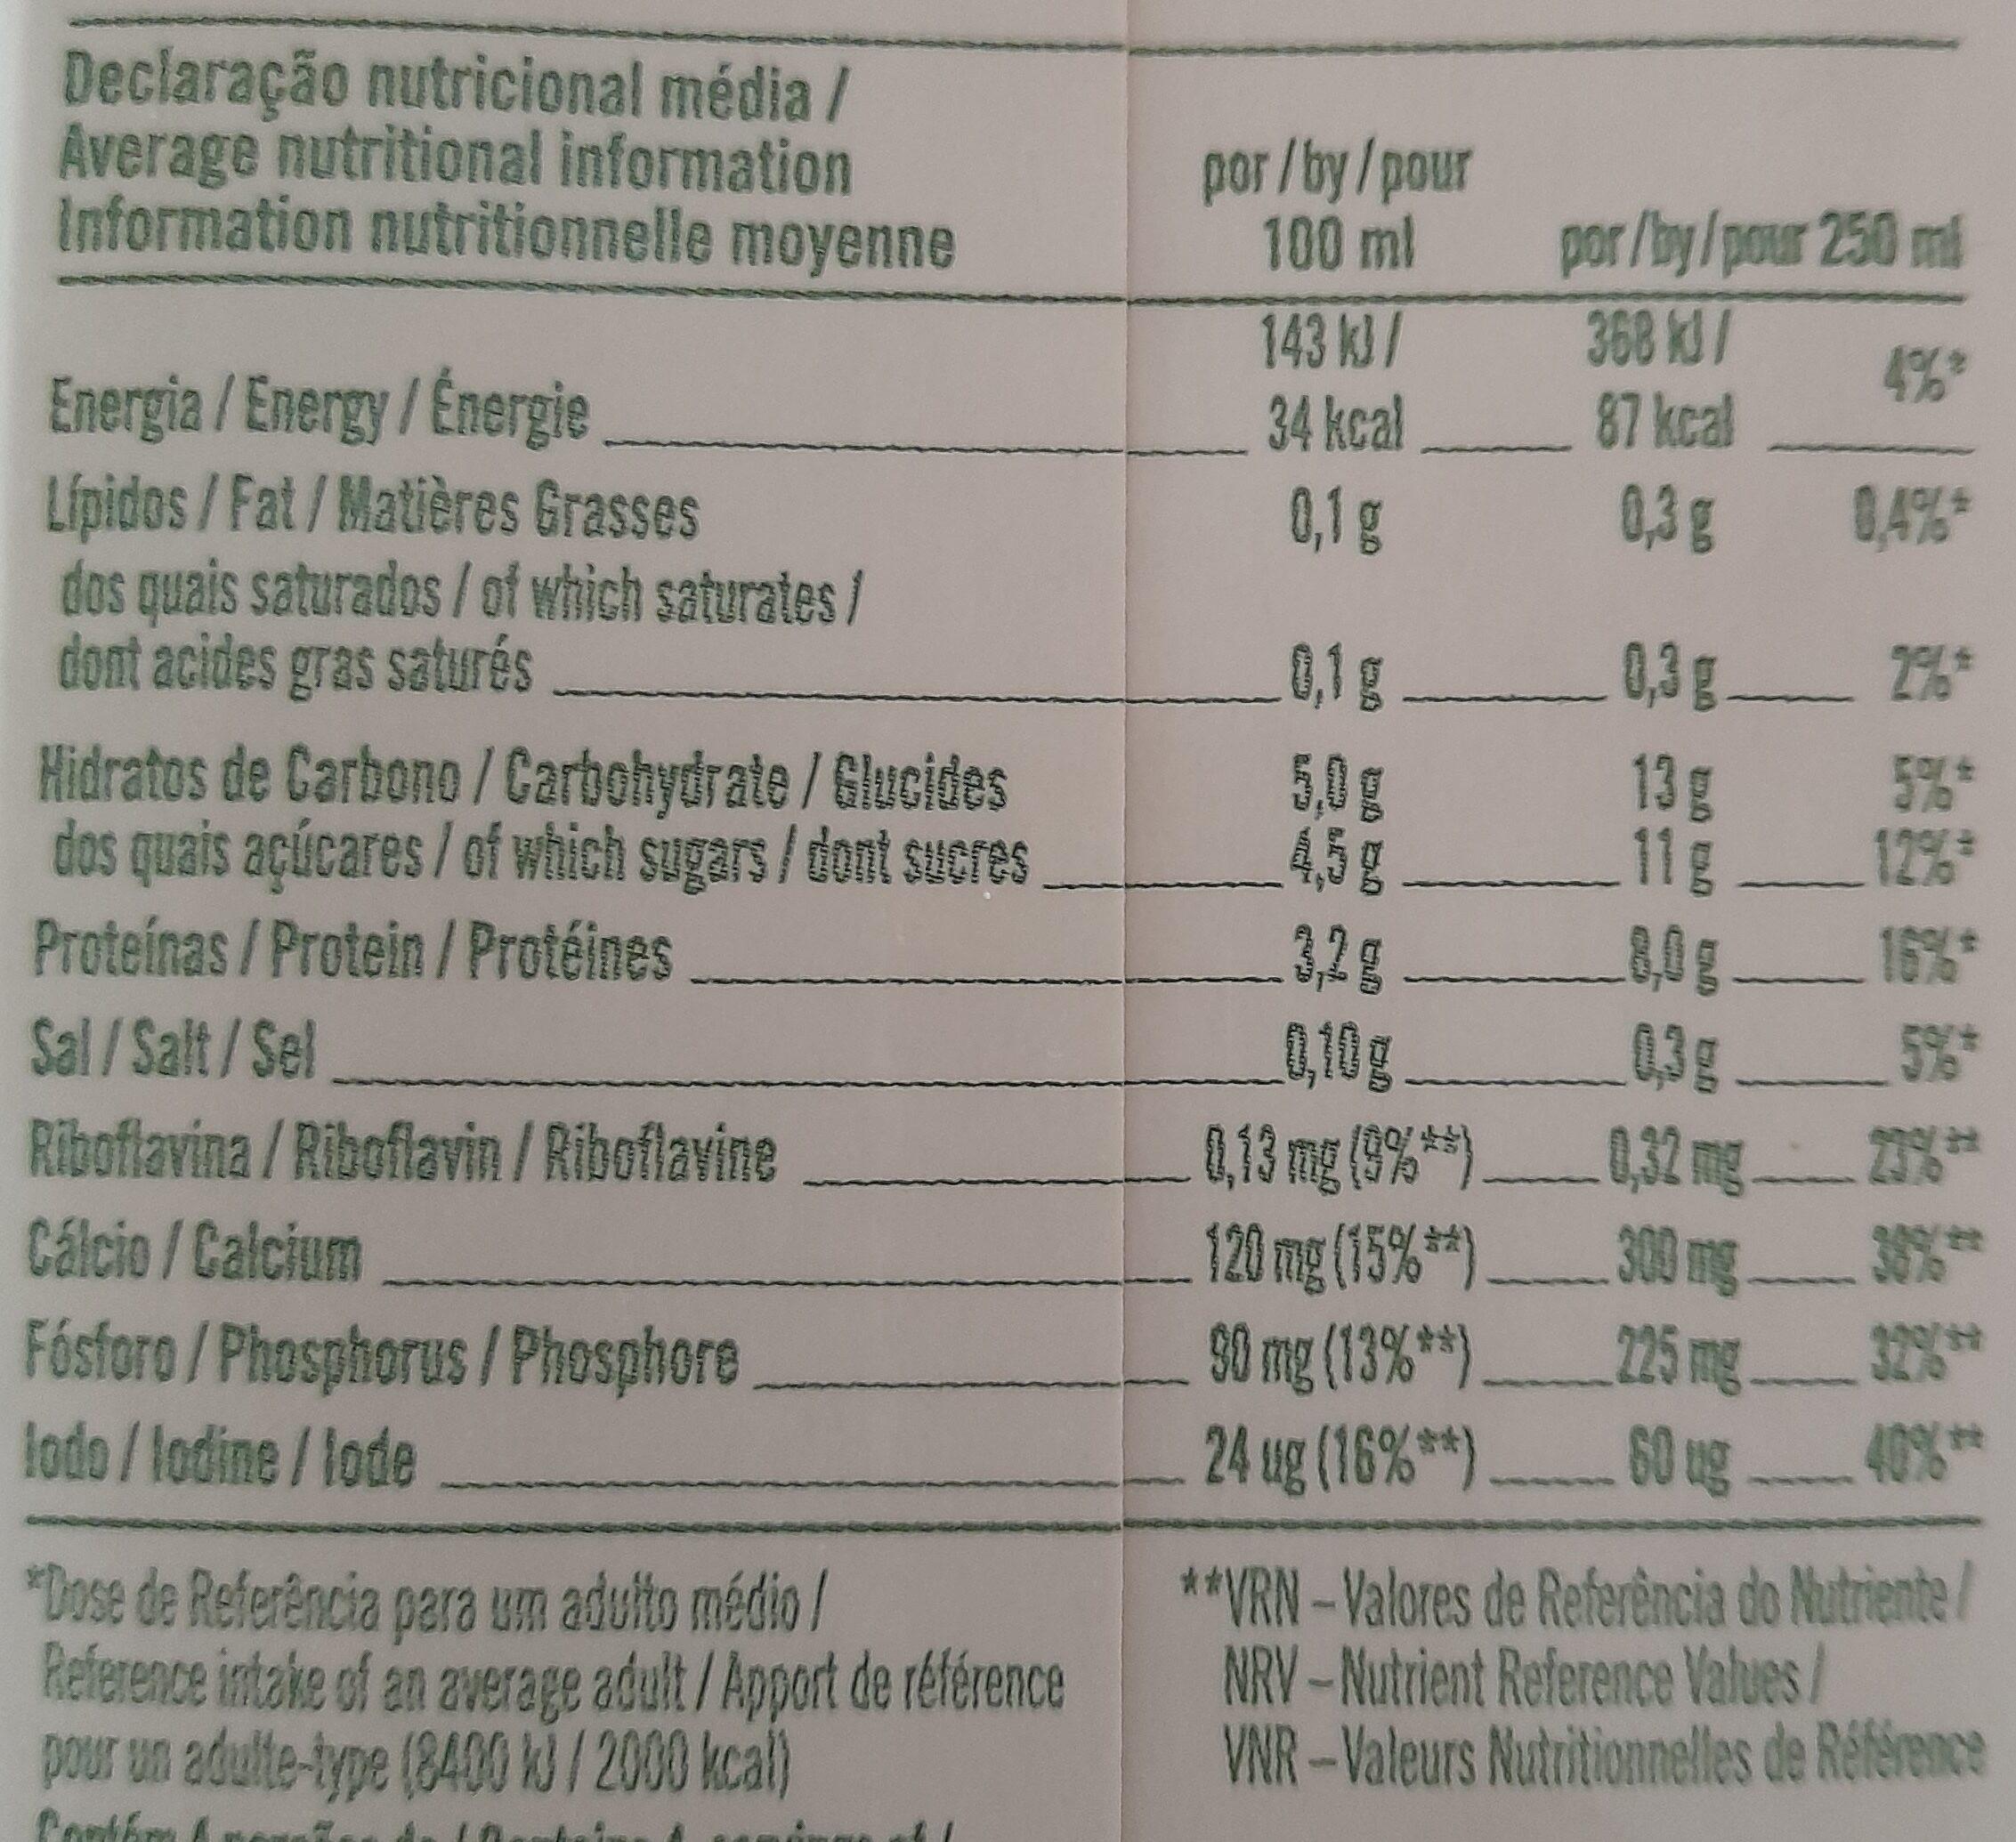 Declaração nutricional média /
Average nutritional information
Information nutritionnelle moyenne
por / by / pour
100 ml
por / by / pour 250 ml
Energia / Energy / Énergie 143 kJ / 34 kcal 368 kJ / 87 kcal 4%*
Lípidos / Fat / Matières Grasses 0,1 g 0,3 g 0,4%*
dos quais saturados / of which saturates /
dont acides gras saturés 0,1 g 0,3 g 2%*
Hidratos de Carbono / Carbohydrate / Glucides 5,0 g 13 g 5%*
dos quais açúcares / of which sugars / dont sucres 4,5 g 11 g 12%*
Proteínas / Protein / Protéines 3,2 g 8,0 g 16%*
Sal / Salt / Sel 0,10 g 0,3 g 5%*
Riboflavina / Riboflavin / Riboflavine 0,13 mg (9%**) 0,32 mg 23%**
Cálcio / Calcium 120 mg (15%**) 300 mg 38%**
Fósforo / Phosphorus / Phosphore 90 mg (13%**) 225 mg 32%**
Iodo / Iodine / Iode 24 ug (16%**) 60 ug 40%**
*Dose de Referência para um adulto médio /
Reference intake of an average adult / Apport de référence
pour un adulte-type (8400 kJ / 2000 kcal)
**VRN – Valores de Referência do Nutriente /
NRV – Nutrient Reference Values /
VNR – Valeurs Nutritionnelles de Référence